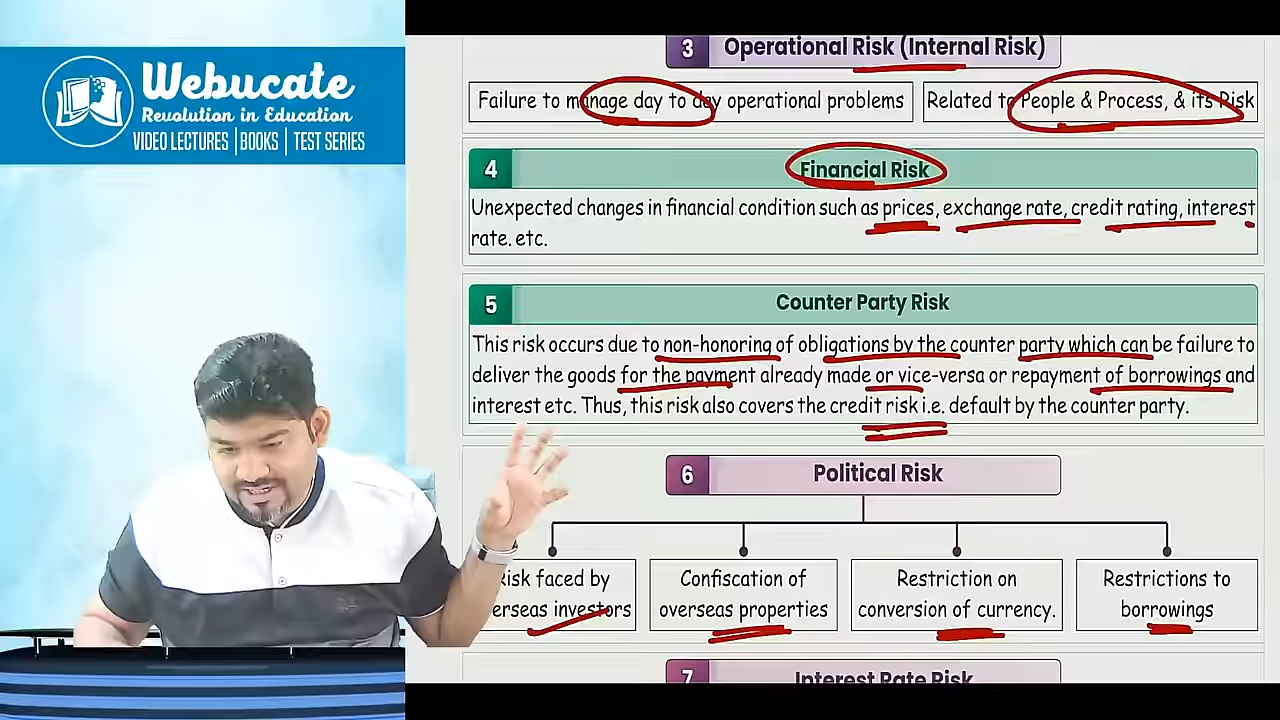 Webucate
Revolution in Education
VIDEO LECTURES | BOOKS | TEST SERIES
3 Operational Risk (Internal Risk)
Failure to manage day to day operational problems
Related to People & Process, & its Risk
4 Financial Risk
Unexpected changes in financial condition such as prices, exchange rate, credit rating, interest
rate. etc.
5 Counter Party Risk
This risk occurs due to non-honoring of obligations by the counter party which can be failure to
deliver the goods for the payment already made or vice-versa or repayment of borrowings and
interest etc. Thus, this risk also covers the credit risk i.e. default by the counter party.
6 Political Risk
Risk faced by
investors
Confiscation of
overseas properties
Restriction on
conversion of currency.
Restrictions to
borrowings
7 Interest Rate Risk